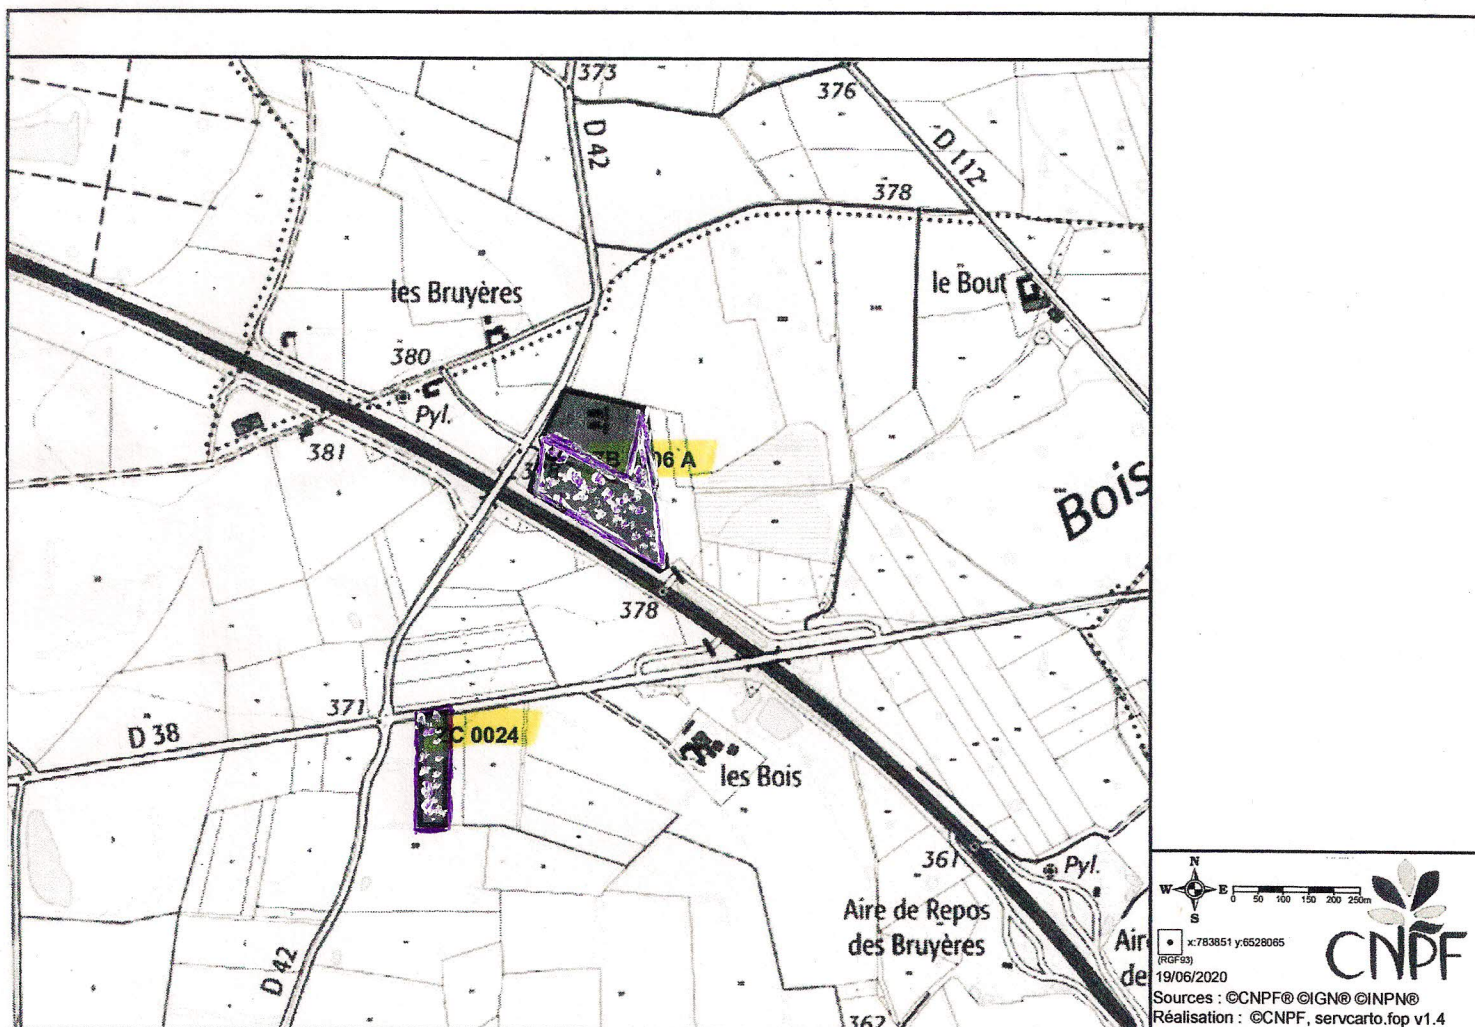 373
376
D 42
D 112
378
les Bruyères
le Bout
380
Pyl.
381
06 A
Bois
378
371
D 38
C 0024
les Bois
361
Pyl.
Aire de Repos
des Bruyères
Air
de
D 42
362
N
W E
S
0 50 100 150 200 250m
x:783851 y:6528065
(RGF93)
19/06/2020
CNPF
Sources : ©CNPF® ©IGN® ©INPN®
Réalisation : ©CNPF, servcarto.fop v1.4